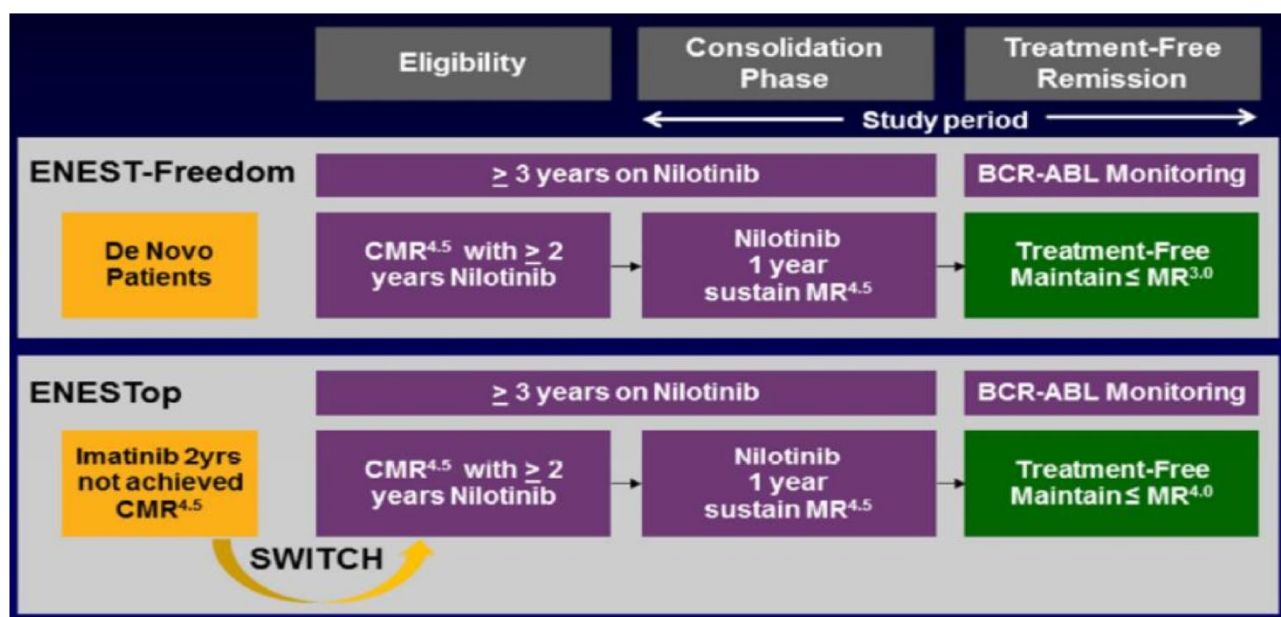 Eligibility
Consolidation
Phase
Treatment-Free
Remission
Study period
ENEST-Freedom
≥ 3 years on Nilotinib
BCR-ABL Monitoring
De Novo
Patients
CMR⁴·⁵ with ≥ 2
years Nilotinib
Nilotinib
1 year
sustain MR⁴·⁵
Treatment-Free
Maintain ≤ MR³·⁰
ENESTop
≥ 3 years on Nilotinib
BCR-ABL Monitoring
Imatinib 2yrs
not achieved
CMR⁴·⁵
CMR⁴·⁵ with ≥ 2
years Nilotinib
Nilotinib
1 year
sustain MR⁴·⁵
Treatment-Free
Maintain ≤ MR⁴·⁰
SWITCH